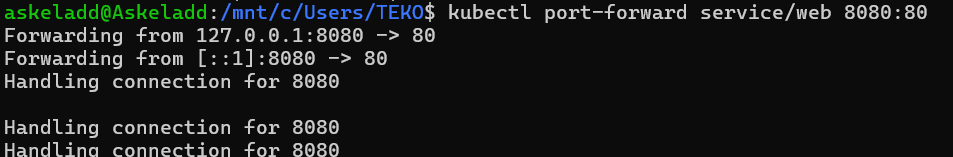 askeladd@Askeladd:/mnt/c/Users/TEKO$ kubectl port-forward service/web 8080:80
Forwarding from 127.0.0.1:8080 -> 80
Forwarding from [::1]:8080 -> 80
Handling connection for 8080
Handling connection for 8080
Handling connection for 8080